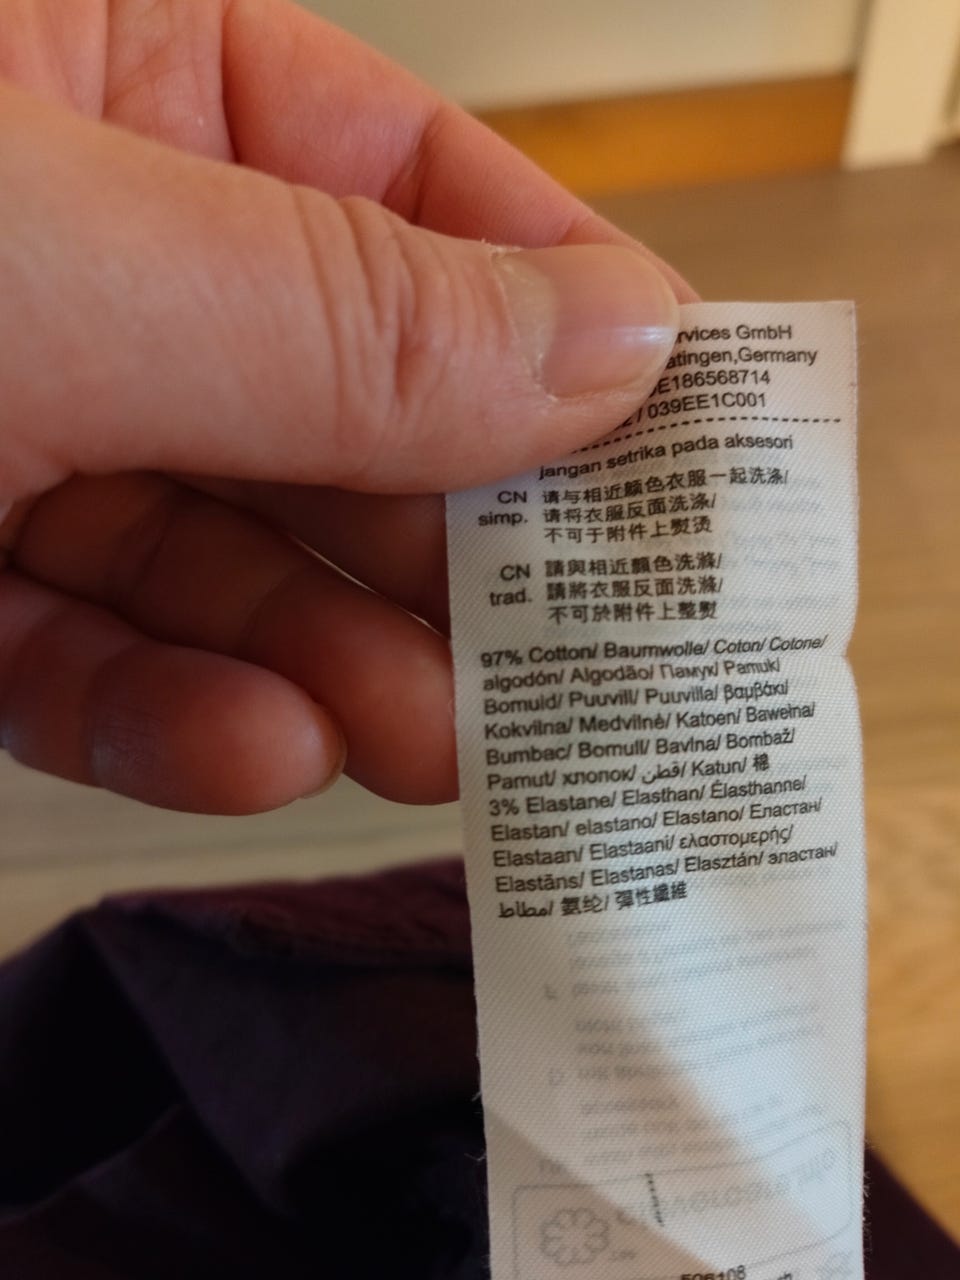 rvices GmbH
atingen,Germany
E186568714
/ 039EE1C001
jangan setrika pada aksesori
CN 请与相近颜色衣服一起洗涤/
simp. 请将衣服反面洗涤/
不可于附件上熨烫
CN 請與相近顏色洗滌/
trad. 請將衣服反面洗滌/
不可於附件上整熨
97% Cotton/ Baumwolle/ Coton/ Cotone/
algodón/ Algodão/ Памук/ Pamuk/
Bomuld/ Puuvill/ Puuvilla/ βαμβάκι/
Kokvilna/ Medvilnė/ Katoen/ Bawełna/
Bumbac/ Bomull/ Bavlna/ Bombaž/
Pamut/ хлопок/ قطن/ Katun/ 棉
3% Elastane/ Elasthan/ Élasthanne/
Elastan/ elastano/ Elastano/ Еластан/
Elastaan/ Elastaani/ ελαστομερής/
Elastāns/ Elastanas/ Elasztán/ эластан/
مطاط/ 氨纶/ 彈性纖維